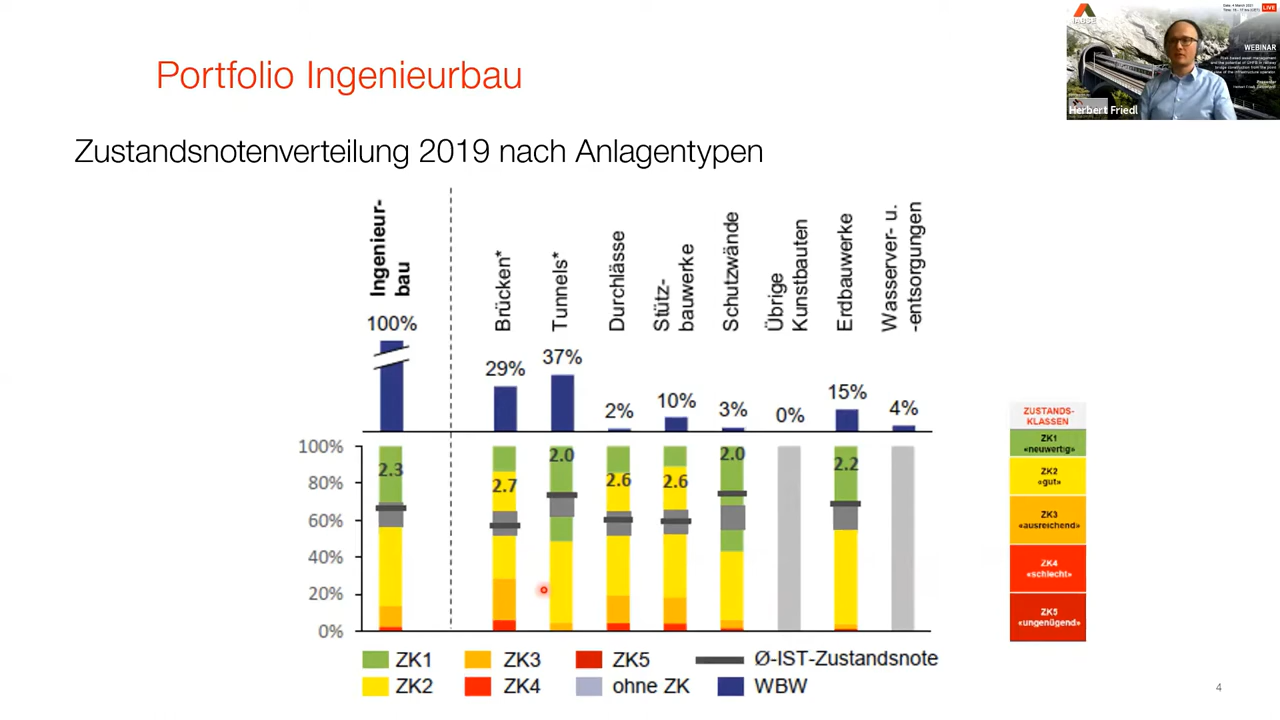 Portfolio Ingenieurbau
Zustandsnotenverteilung 2019 nach Anlagentypen
IABSE
LIVE
WEBINAR
Herbert Friedl
Ingenieur-
bau
Brücken*
Tunnels*
Durchlässe
Stütz-
bauwerke
Schutzwände
Übrige
Kunstbauten
Erdbauwerke
Wasserver- u.
-entsorgungen
100%
29%
37%
2%
10%
3%
0%
15%
4%
100%
80%
60%
40%
20%
0%
2.3
2.7
2.0
2.6
2.6
2.0
2.2
ZK1
ZK3
ZK5
Ø-IST-Zustandsnote
ZK2
ZK4
ohne ZK
WBW
ZUSTANDS-
KLASSEN
ZK1
«neuwertig»
ZK2
«gut»
ZK3
«ausreichend»
ZK4
«schlecht»
ZK5
«ungenügend»
4